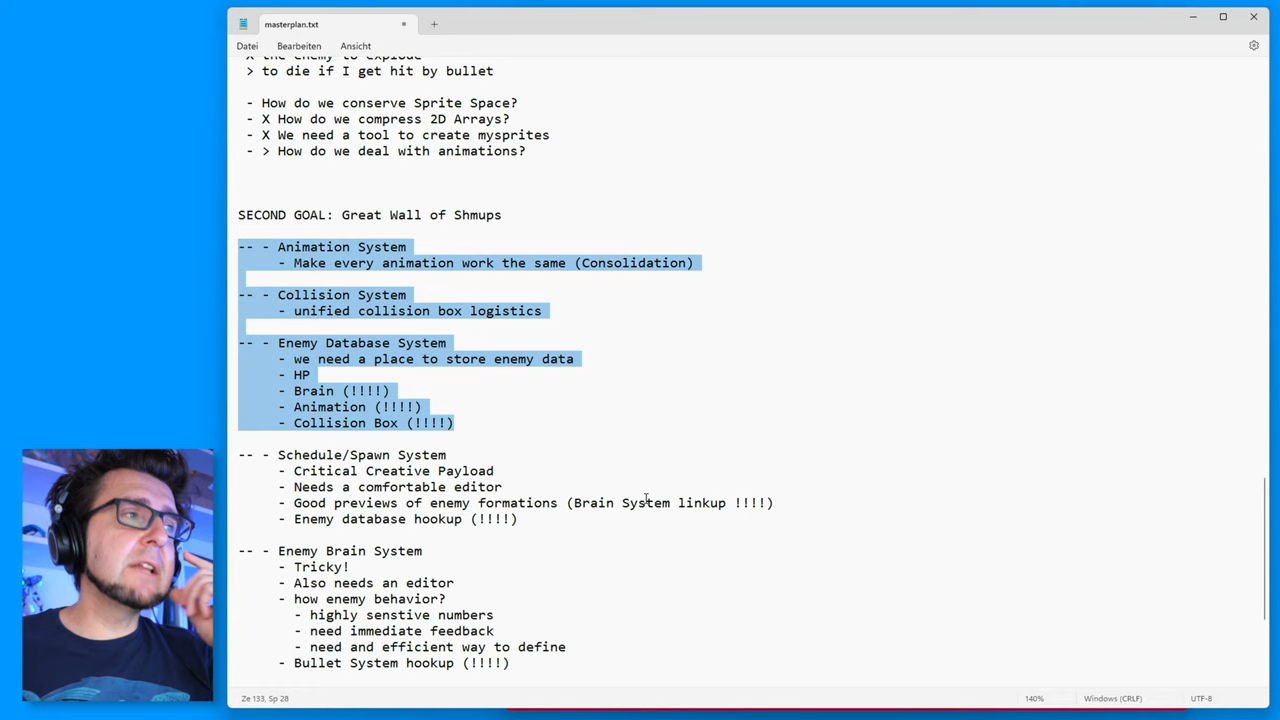 masterplan.txt
Datei Bearbeiten Ansicht
X the enemy to explode
> to die if I get hit by bullet
- How do we conserve Sprite Space?
- X How do we compress 2D Arrays?
- X We need a tool to create mysprites
- > How do we deal with animations?
SECOND GOAL: Great Wall of Shmups
-- - Animation System
- Make every animation work the same (Consolidation)
-- - Collision System
- unified collision box logistics
-- - Enemy Database System
- we need a place to store enemy data
- HP
- Brain (!!!!)
- Animation (!!!!)
- Collision Box (!!!!)
-- - Schedule/Spawn System
- Critical Creative Payload
- Needs a comfortable editor
- Good previews of enemy formations (Brain System linkup !!!!)
- Enemy database hookup (!!!!)
-- - Enemy Brain System
- Tricky!
- Also needs an editor
- how enemy behavior?
- highly senstive numbers
- need immediate feedback
- need and efficient way to define
- Bullet System hookup (!!!!)
Ze 133, Sp 28 140% Windows (CRLF) UTF-8